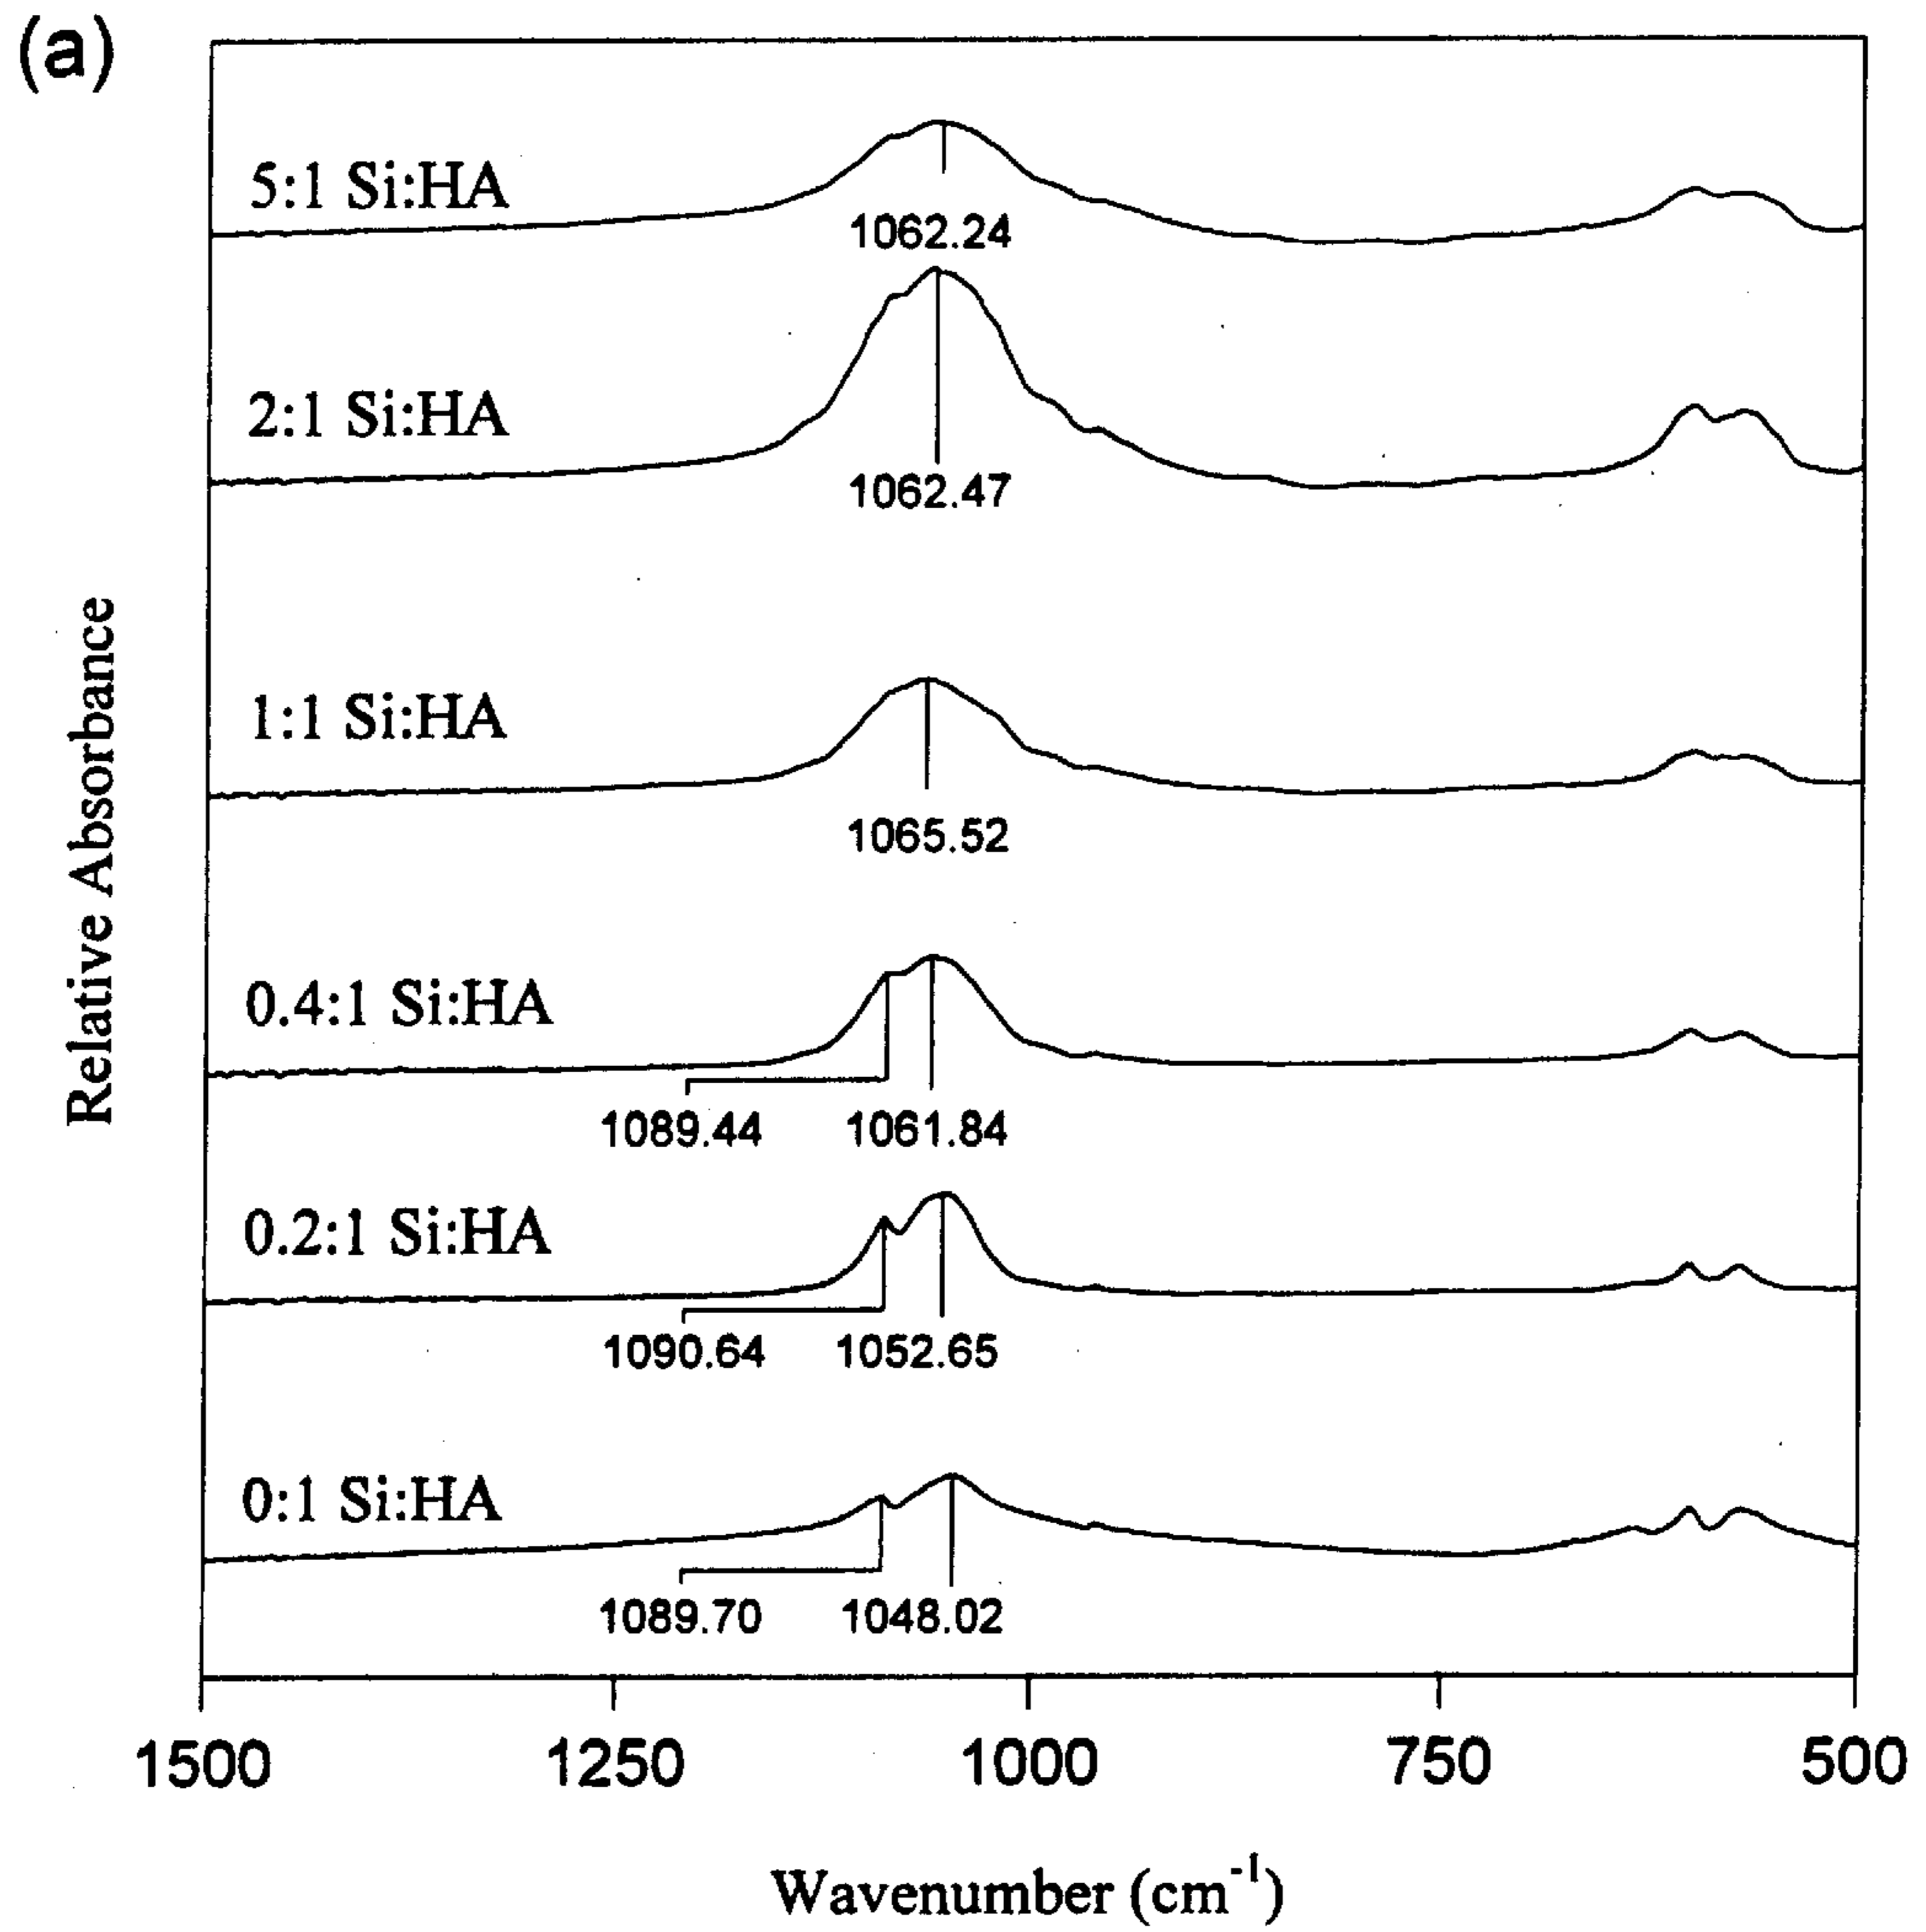 (a)
5:1 Si:HA
1062.24
2:1 Si:HA
1062.47
1:1 Si:HA
1065.52
0.4:1 Si:HA
1089.44 1061.84
0.2:1 Si:HA
1090.64 1052.65
0:1 Si:HA
1089.70 1048.02
Relative Absorbance
1500 1250 1000 750 500
Wavenumber (cm⁻¹)